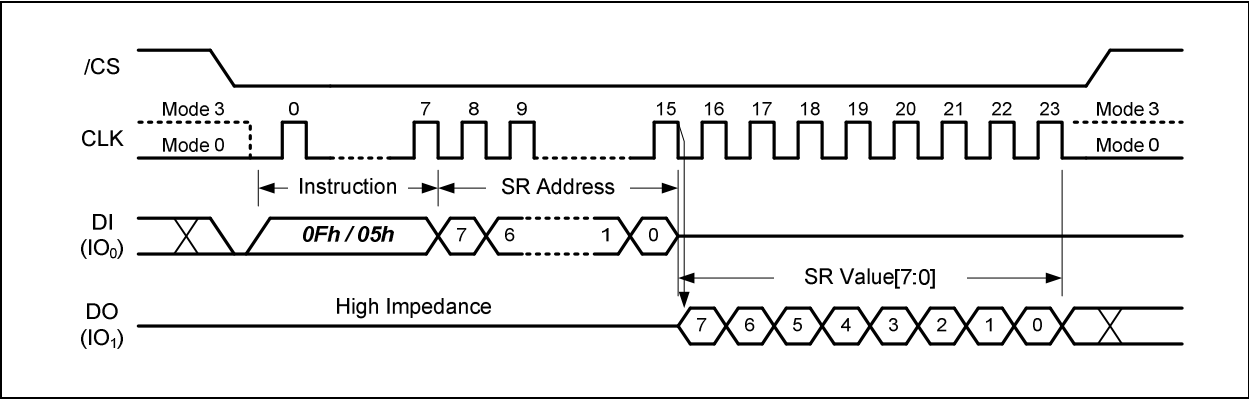 /CS
Mode 3 0 7 8 9 15 16 17 18 19 20 21 22 23 Mode 3
CLK
Mode 0 Mode 0
Instruction SR Address
DI
(IO₀)
0Fh / 05h 7 6 1 0
SR Value[7:0]
High Impedance
DO
(IO₁)
7 6 5 4 3 2 1 0